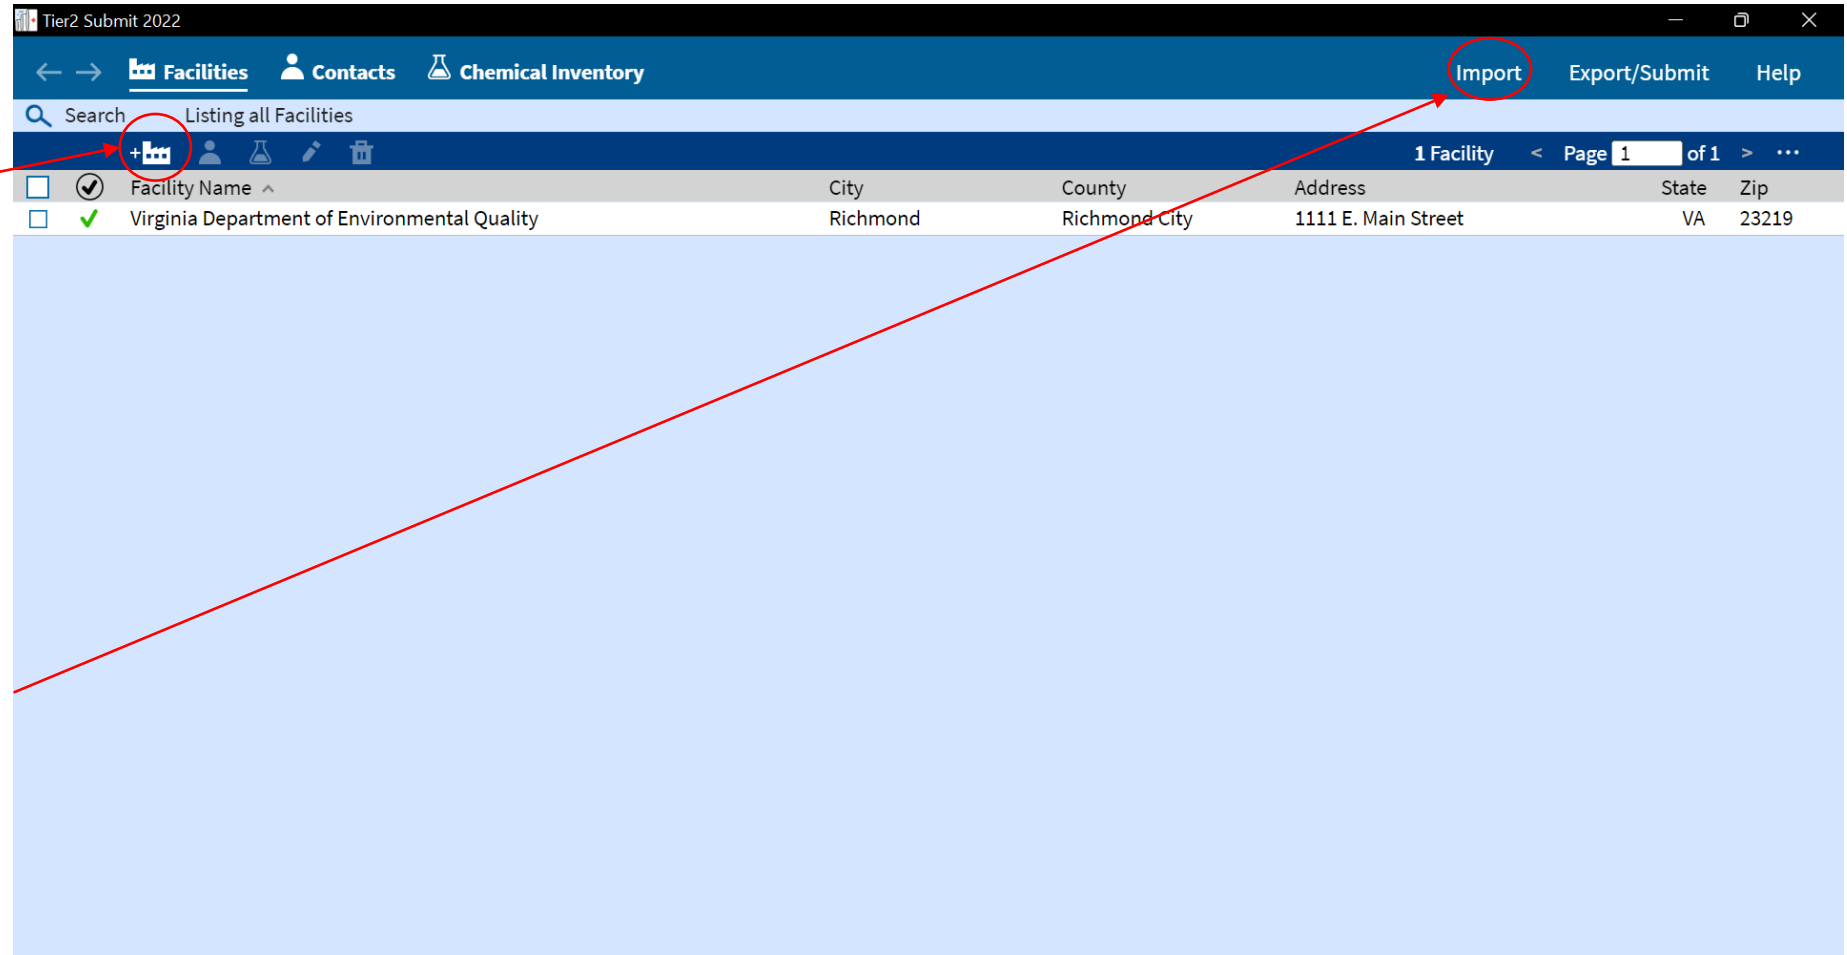 Tier2 Submit 2022
Facilities Contacts Chemical Inventory Import Export/Submit Help
Search Listing all Facilities
+ 1 Facility < Page 1 of 1 > ...
Facility Name City County Address State Zip
Virginia Department of Environmental Quality Richmond Richmond City 1111 E. Main Street VA 23219